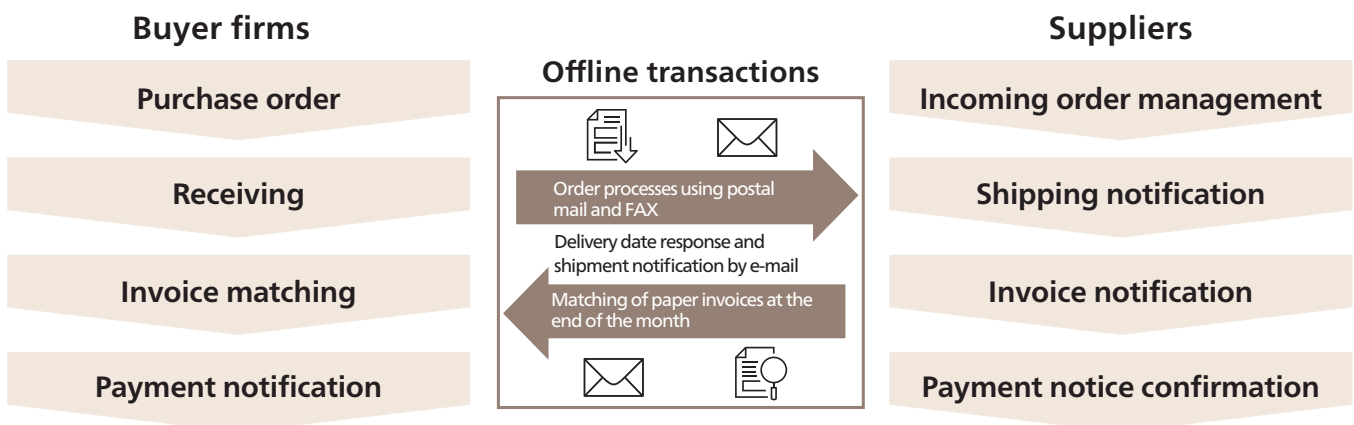 Buyer firms
Purchase order
Receiving
Invoice matching
Payment notification
Offline transactions
Order processes using postal
mail and FAX
Delivery date response and
shipment notification by e-mail
Matching of paper invoices at the
end of the month
Suppliers
Incoming order management
Shipping notification
Invoice notification
Payment notice confirmation